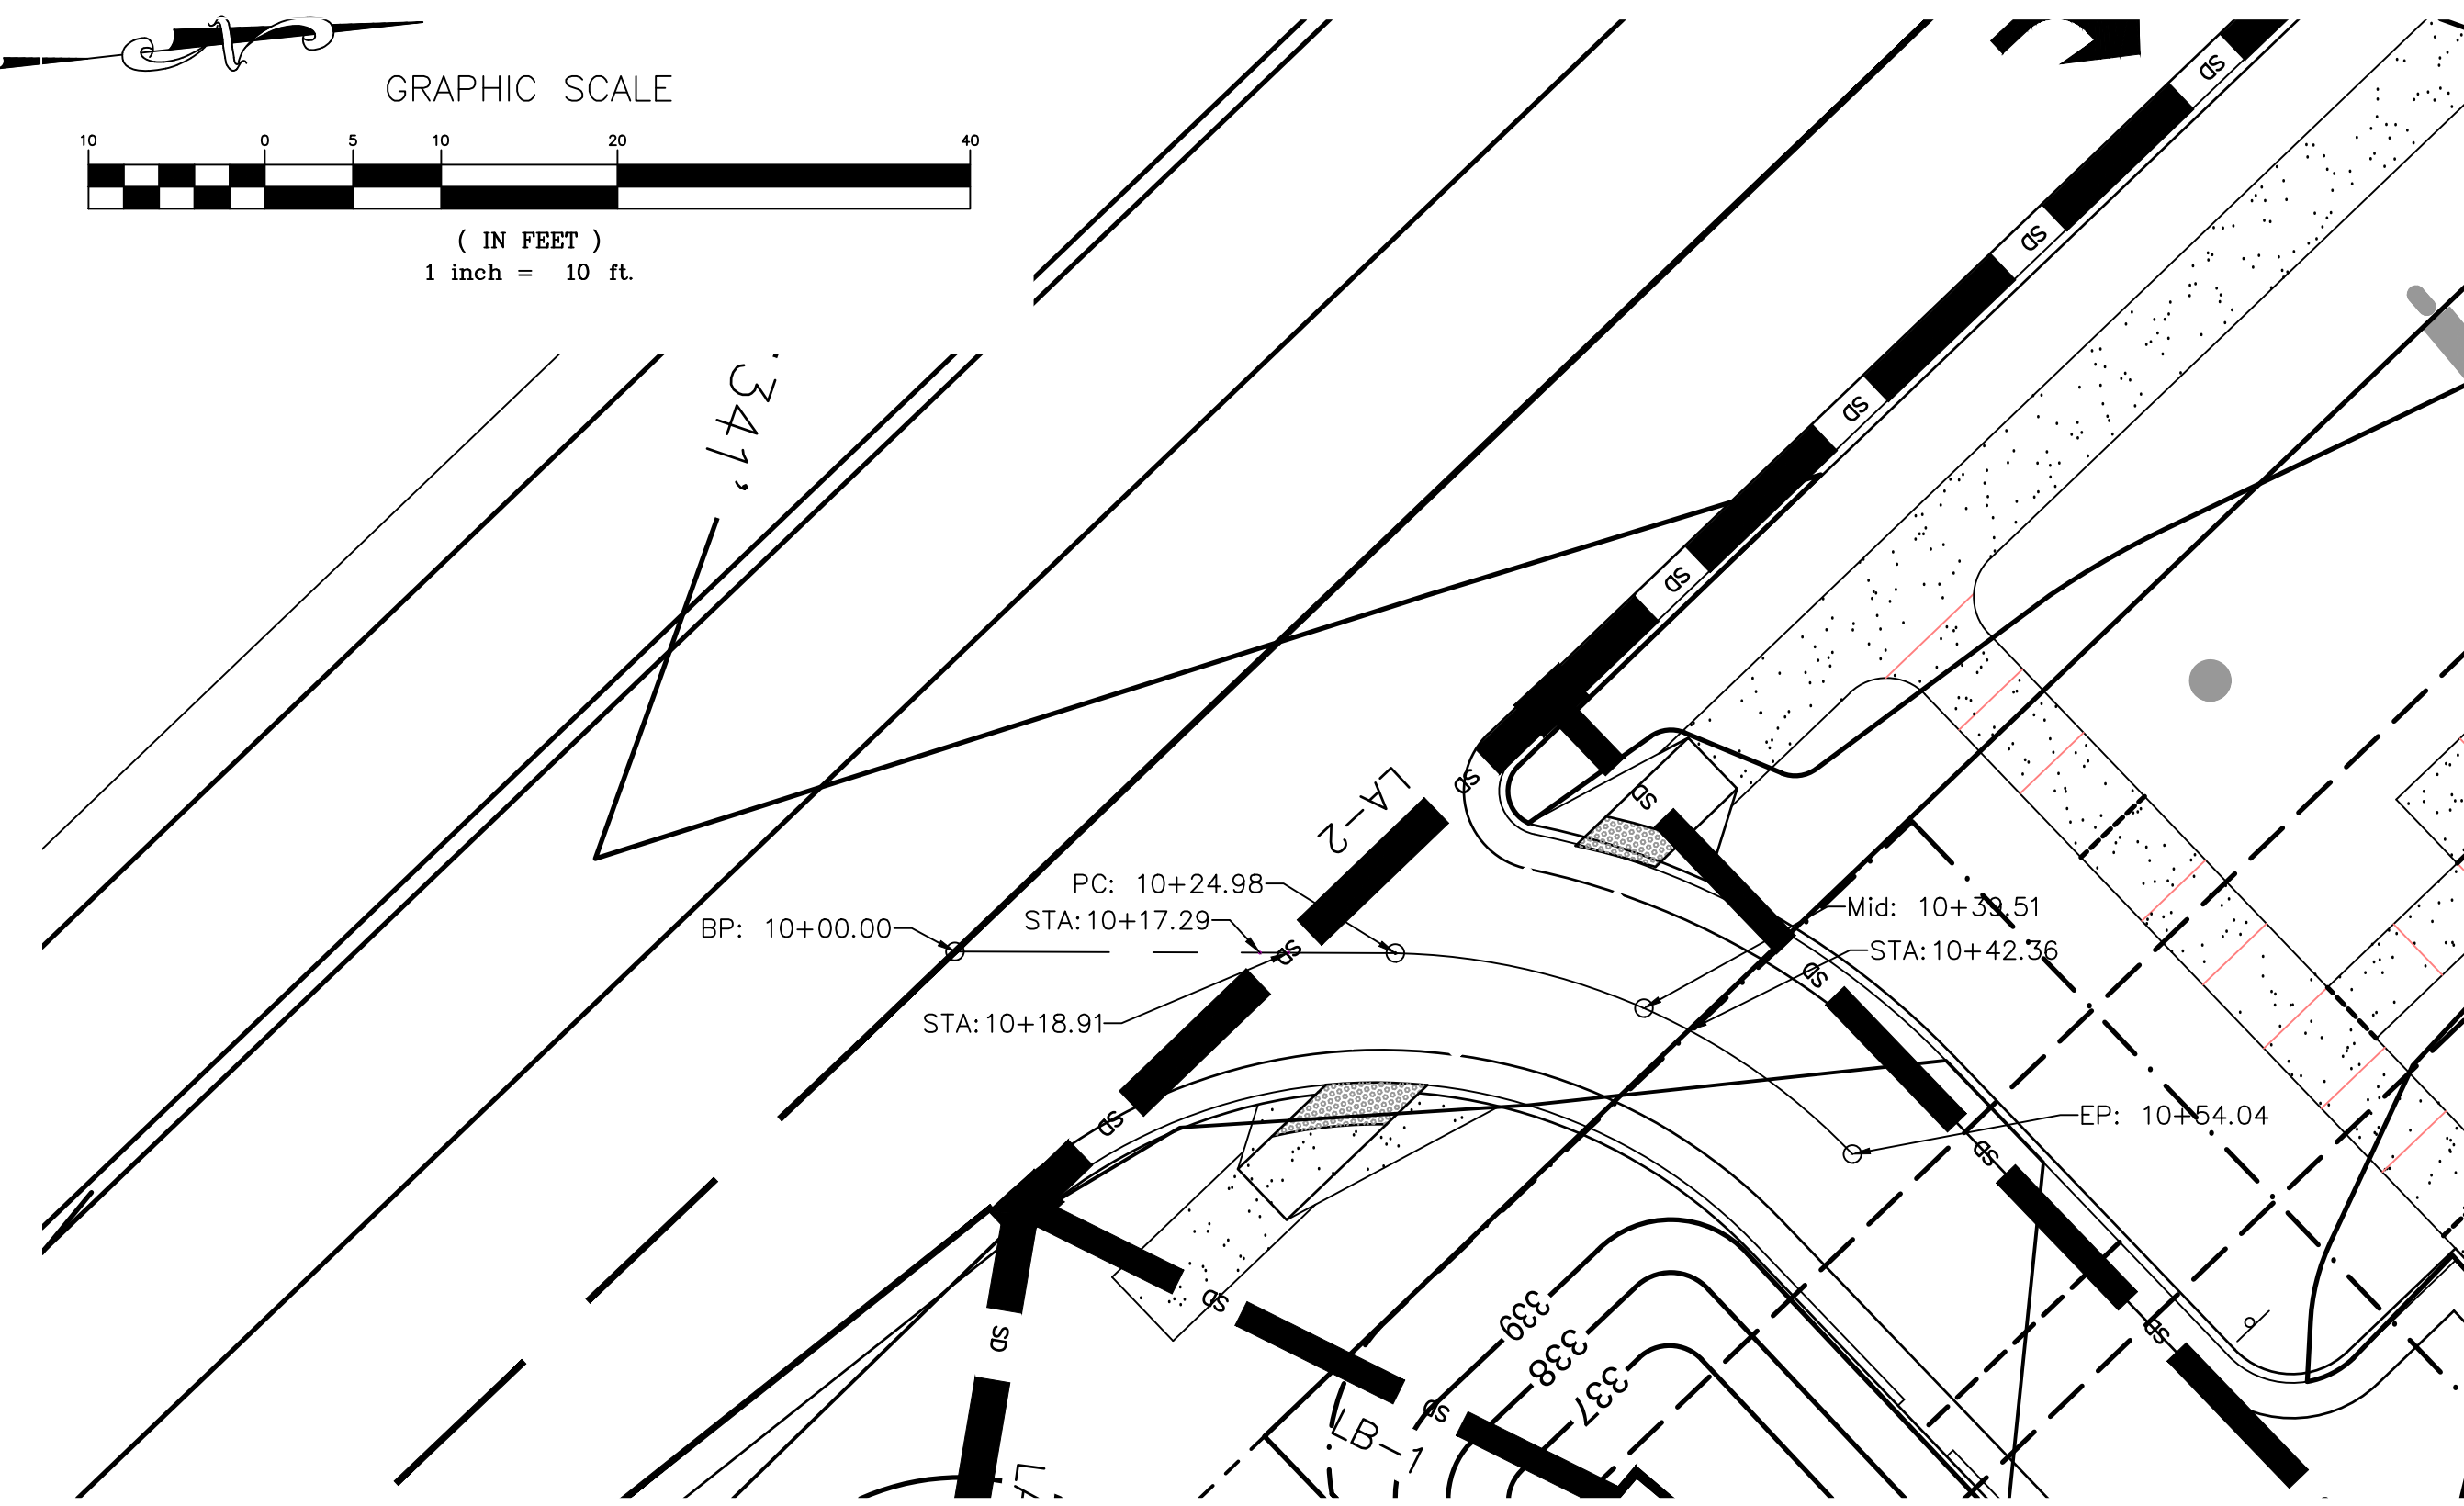 N
GRAPHIC SCALE
10 0 5 10 20 40
( IN FEET )
1 inch = 10 ft.
341'
SD
SD
SD
SD
SD
SD
LA-2
PC: 10+24.98
STA:10+17.29
BP: 10+00.00
SD
STA:10+18.91
Mid: 10+39.51
STA:10+42.36
SD
SD
EP: 10+54.04
SD
SD
SD
SD
SD
339
338
337
LB-1